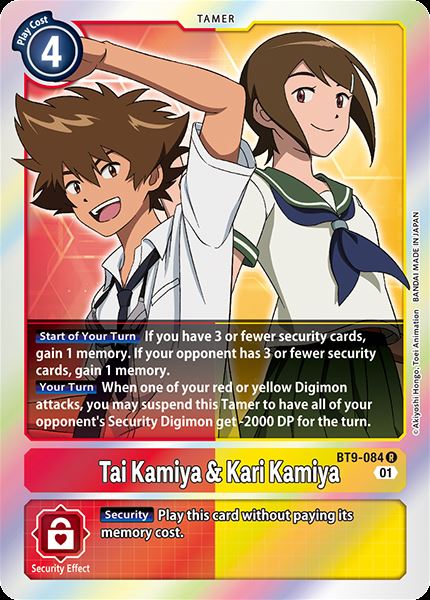 Play Cost
4
TAMER
Start of Your Turn If you have 3 or fewer security cards,
gain 1 memory. If your opponent has 3 or fewer security
cards, gain 1 memory.
Your Turn When one of your red or yellow Digimon
attacks, you may suspend this Tamer to have all of your
opponent's Security Digimon get -2000 DP for the turn.
©Akiyoshi Hongo, Toei Animation BANDAI MADE IN JAPAN
BT9-084 R
Tai Kamiya & Kari Kamiya
01
Security Play this card without paying its
memory cost.
Security Effect